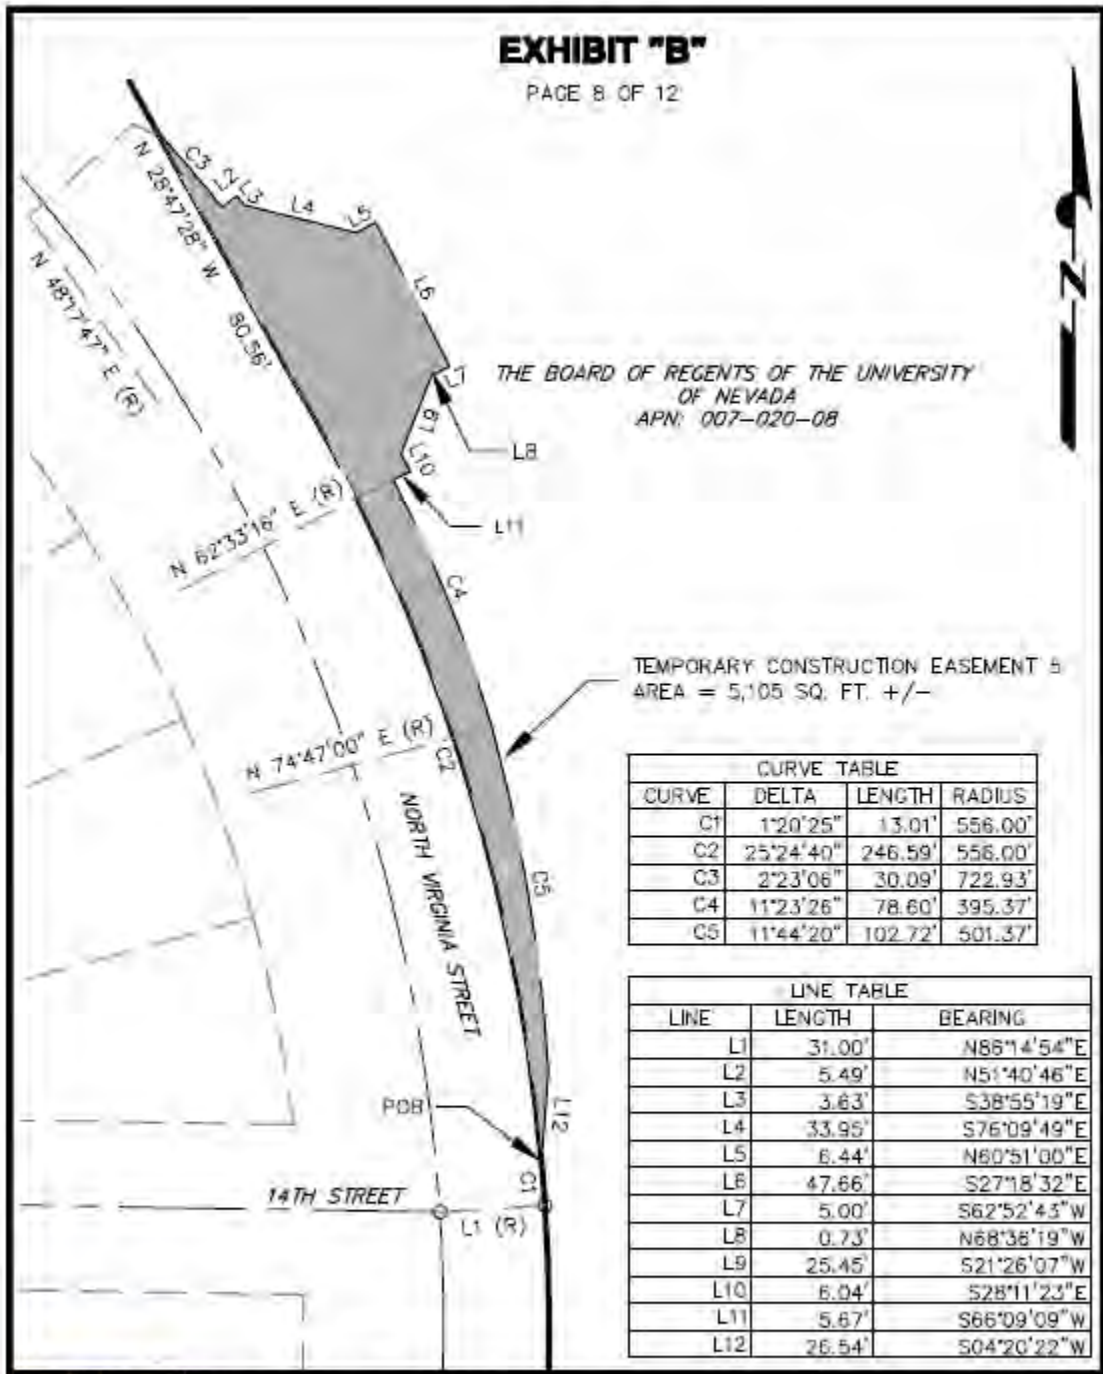 EXHIBIT "B"
PAGE 8 OF 12
C3
L2
L3
L4
L5
N 28°47'28" W
80.56'
N 48°17'47" E (R)
L6
L7
THE BOARD OF REGENTS OF THE UNIVERSITY
OF NEVADA
APN: 007-020-08
L9
L8
L10
L11
N 62°33'16" E (R)
C4
TEMPORARY CONSTRUCTION EASEMENT 5
AREA = 5,105 SQ. FT. +/-
N 74°47'00" E (R)
C2
NORTH VIRGINIA STREET
C5
CURVE TABLE
CURVE DELTA LENGTH RADIUS
C1 1°20'25" 13.01' 556.00'
C2 25°24'40" 246.59' 556.00'
C3 2°23'06" 30.09' 722.93'
C4 11°23'26" 78.60' 395.37'
C5 11°44'20" 102.72' 501.37'
LINE TABLE
LINE LENGTH BEARING
L1 31.00' N86°14'54"E
L2 5.49' N51°40'46"E
L3 3.63' S38°55'19"E
L4 33.95' S76°09'49"E
L5 6.44' N60°51'00"E
L6 47.66' S27°18'32"E
L7 5.00' S62°52'43"W
L8 0.73' N68°36'19"W
L9 25.45' S21°26'07"W
L10 6.04' S28°11'23"E
L11 5.67' S66°09'09"W
L12 26.54' S04°20'22"W
POB
L12
C1
14TH STREET
L1 (R)
N